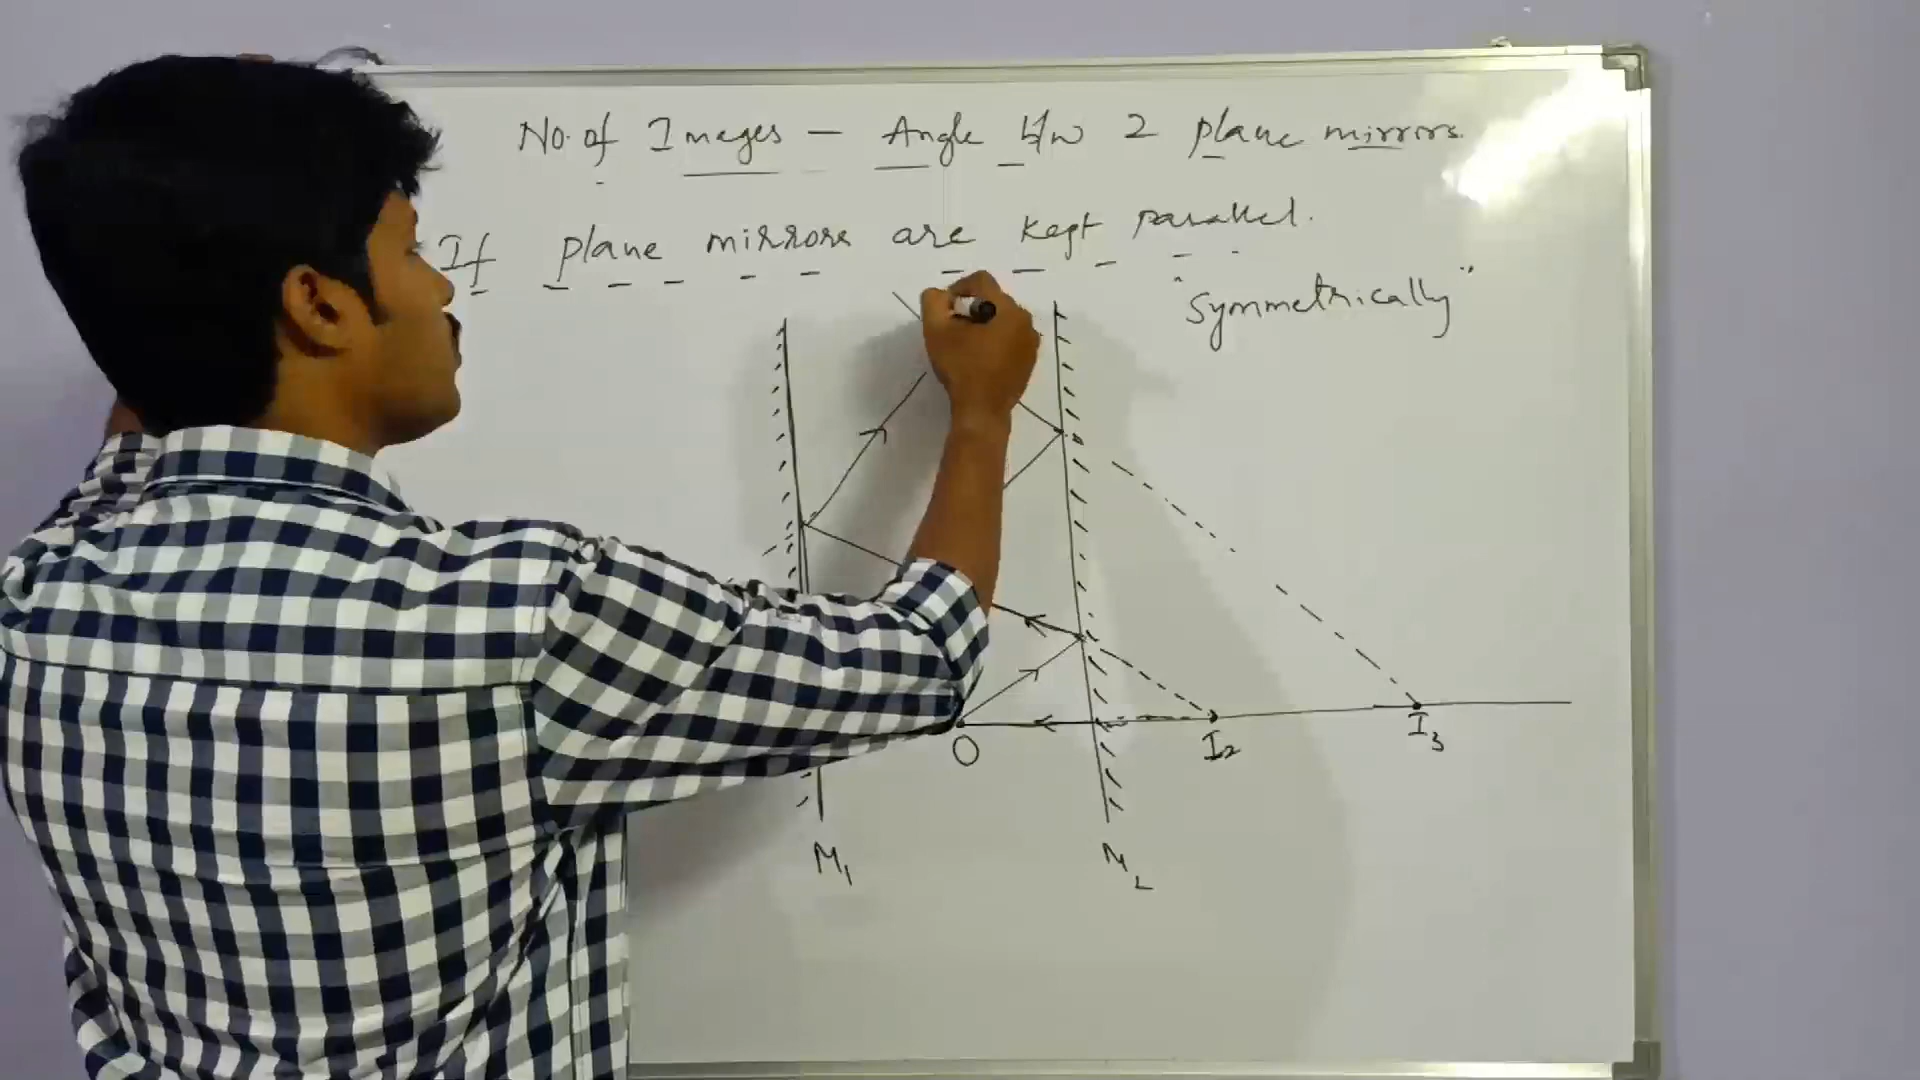 No. of Images — Angle b/w 2 plane mirrors.
If plane mirrors are kept parallel.
"Symmetrically"
O
I2
I3
M1
M2